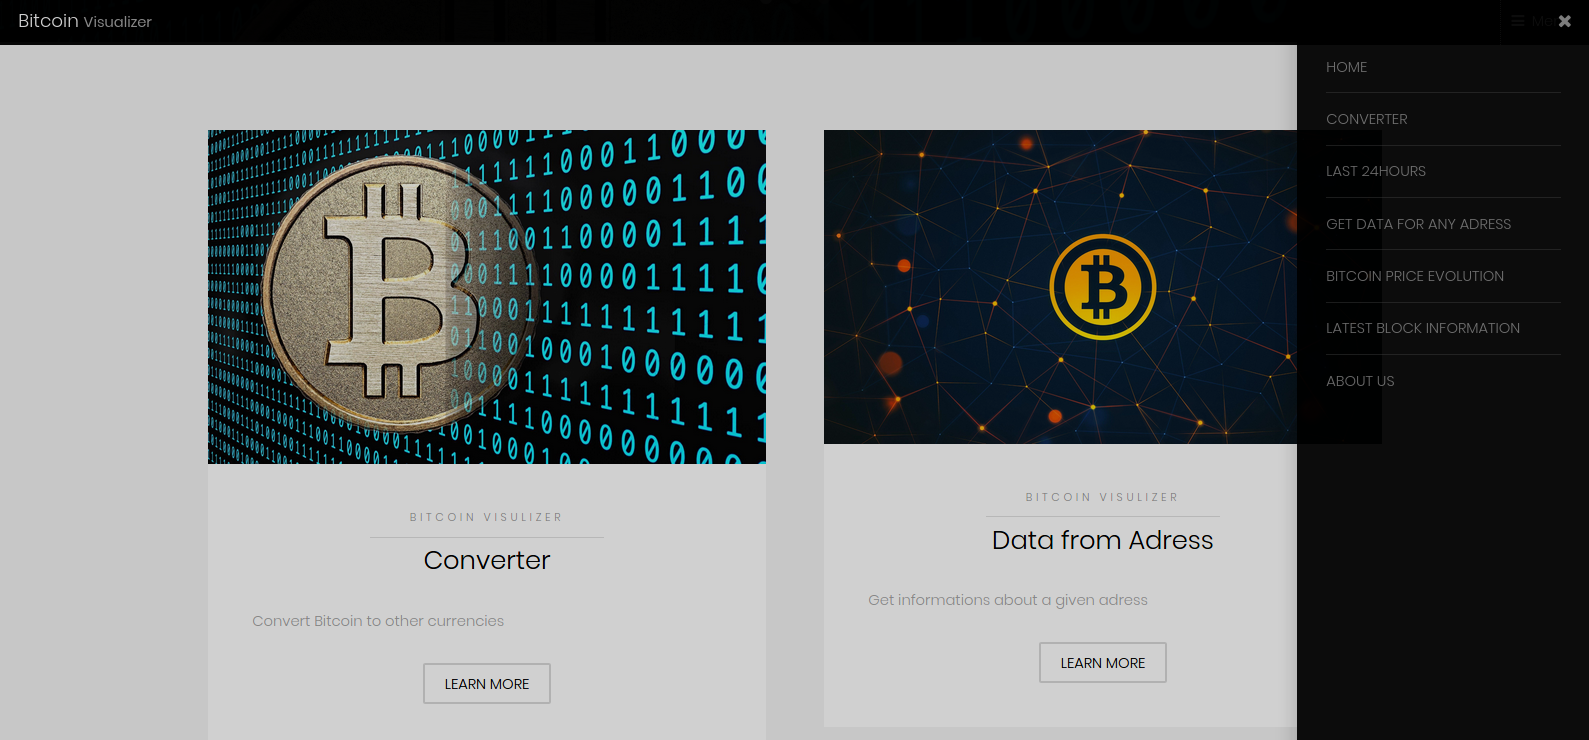 Bitcoin Visualizer
HOME
CONVERTER
LAST 24HOURS
GET DATA FOR ANY ADRESS
BITCOIN PRICE EVOLUTION
LATEST BLOCK INFORMATION
ABOUT US
BITCOIN VISULIZER
Converter
Convert Bitcoin to other currencies
LEARN MORE
BITCOIN VISULIZER
Data from Adress
Get informations about a given adress
LEARN MORE